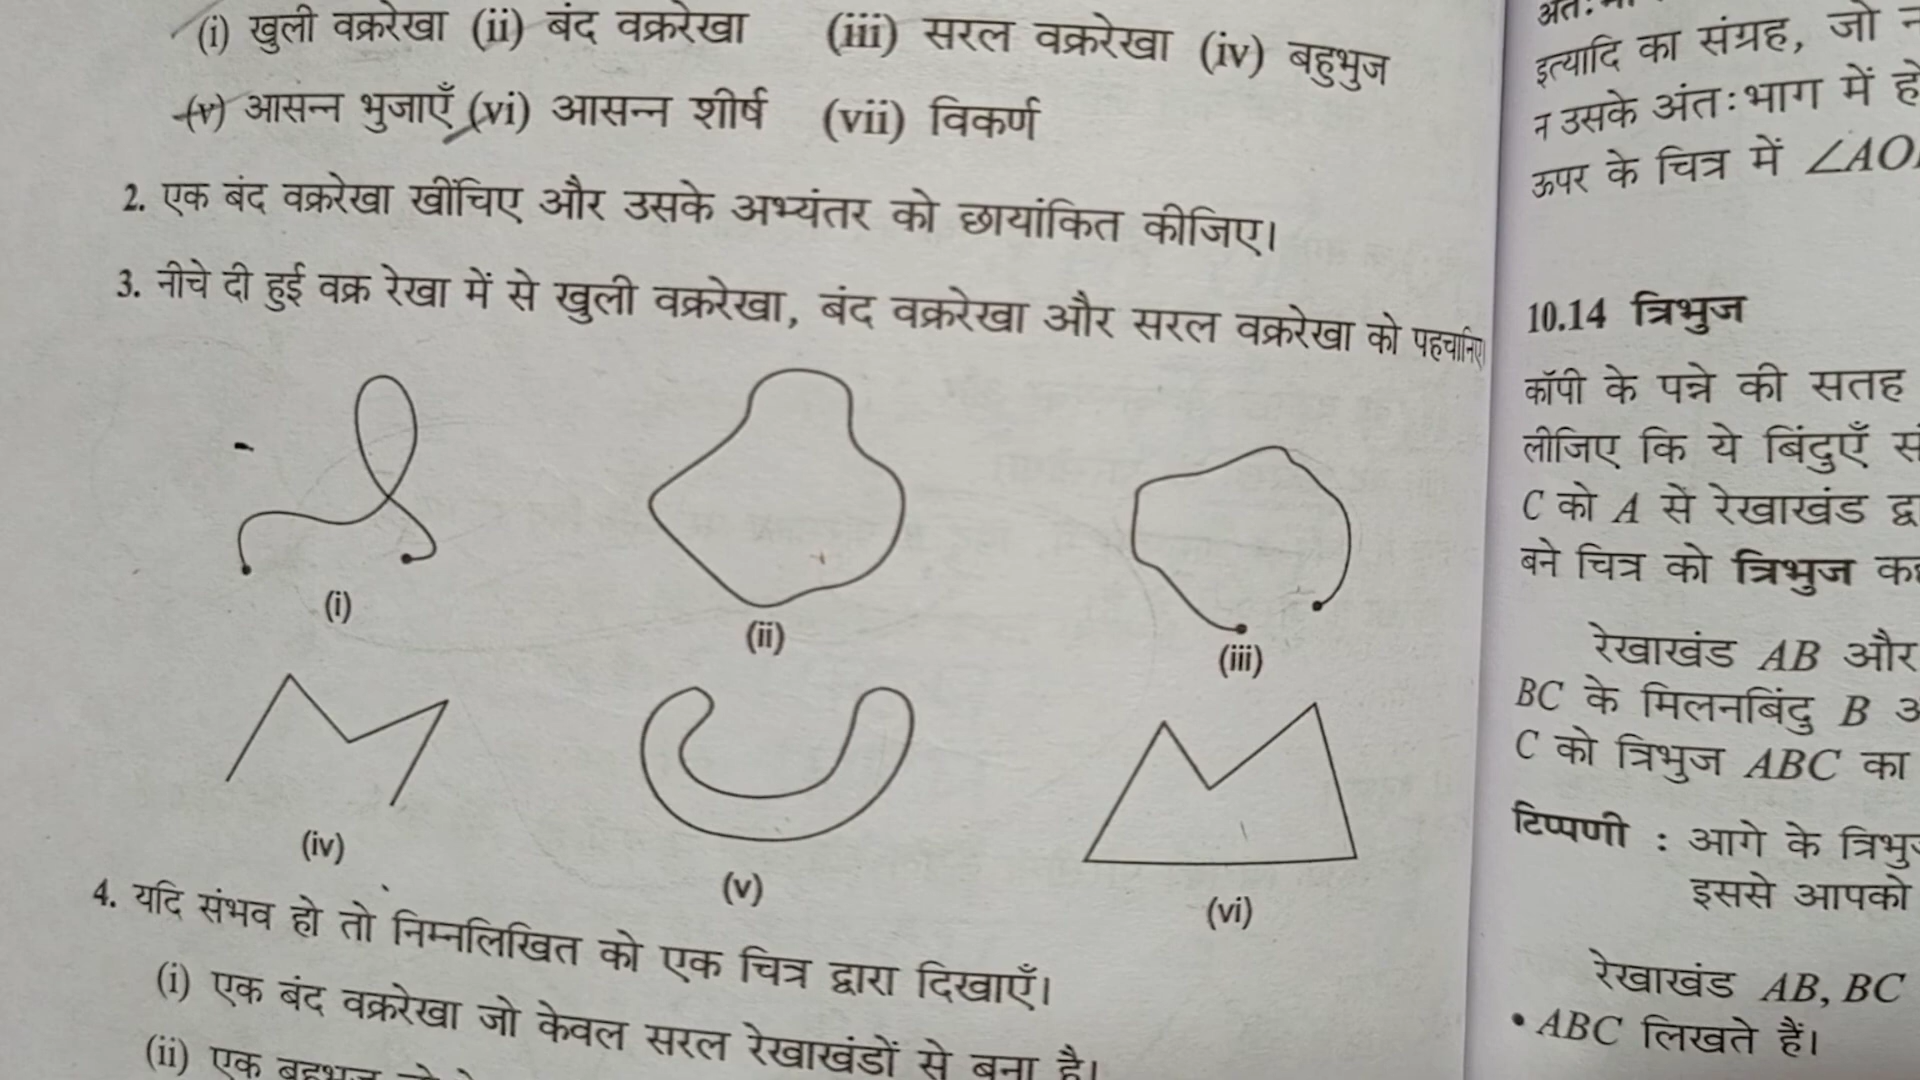 (i) खुली वक्ररेखा (ii) बंद वक्ररेखा (iii) सरल वक्ररेखा (iv) बहुभुज
(v) आसन्न भुजाएँ (vi) आसन्न शीर्ष (vii) विकर्ण
2. एक बंद वक्ररेखा खींचिए और उसके अभ्यंतर को छायांकित कीजिए।
3. नीचे दी हुई वक्र रेखा में से खुली वक्ररेखा, बंद वक्ररेखा और सरल वक्ररेखा को पहचानिए।
(i)
(ii)
(iii)
(iv)
(v)
(vi)
4. यदि संभव हो तो निम्नलिखित को एक चित्र द्वारा दिखाएँ।
(i) एक बंद वक्ररेखा जो केवल सरल रेखाखंडों से बना है।
(ii) एक बहुभुज
इत्यादि का संग्रह, जो
न उसके अंतःभाग में
ऊपर के चित्र में
10.14 त्रिभुज
कॉपी के पन्ने की सतह
लीजिए कि ये बिंदुएँ
C को A से रेखाखंड
बने चित्र को त्रिभुज
रेखाखंड AB और
BC के मिलनबिंदु B
C को त्रिभुज ABC का
टिप्पणी : आगे के
इससे आपको
रेखाखंड AB, BC
• ABC लिखते हैं।